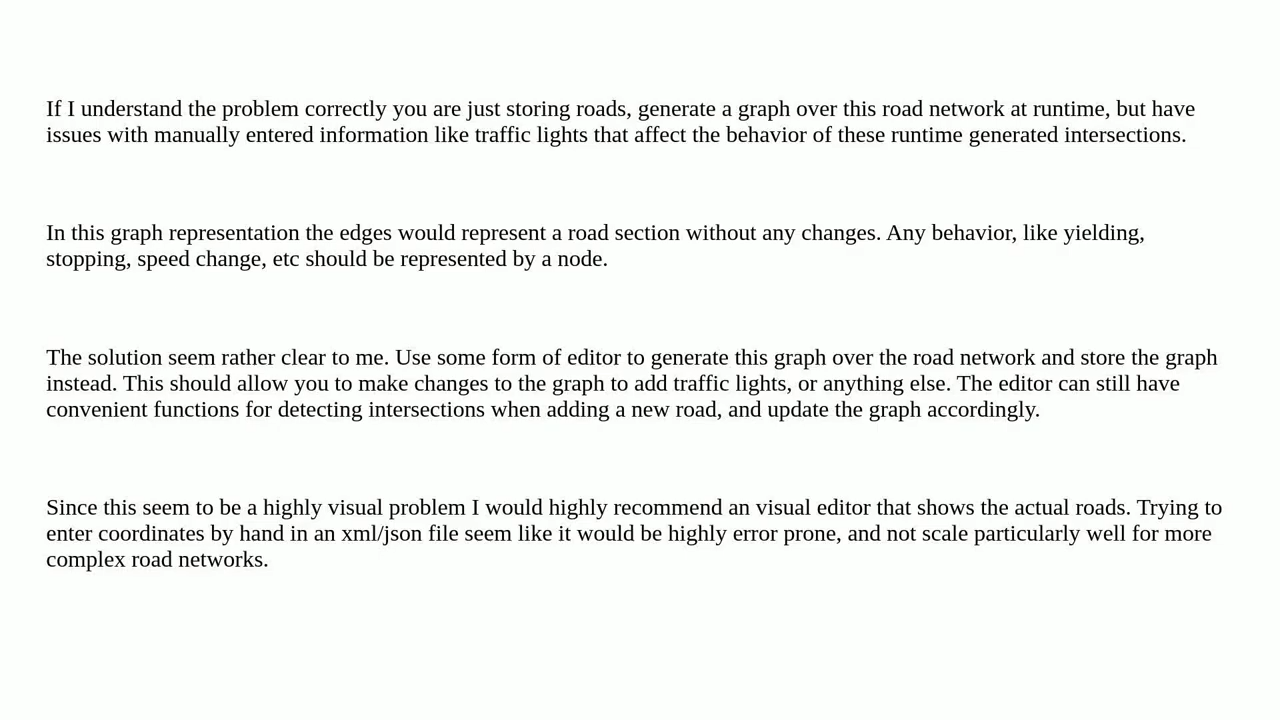 If I understand the problem correctly you are just storing roads, generate a graph over this road network at runtime, but have
issues with manually entered information like traffic lights that affect the behavior of these runtime generated intersections.
In this graph representation the edges would represent a road section without any changes. Any behavior, like yielding,
stopping, speed change, etc should be represented by a node.
The solution seem rather clear to me. Use some form of editor to generate this graph over the road network and store the graph
instead. This should allow you to make changes to the graph to add traffic lights, or anything else. The editor can still have
convenient functions for detecting intersections when adding a new road, and update the graph accordingly.
Since this seem to be a highly visual problem I would highly recommend an visual editor that shows the actual roads. Trying to
enter coordinates by hand in an xml/json file seem like it would be highly error prone, and not scale particularly well for more
complex road networks.